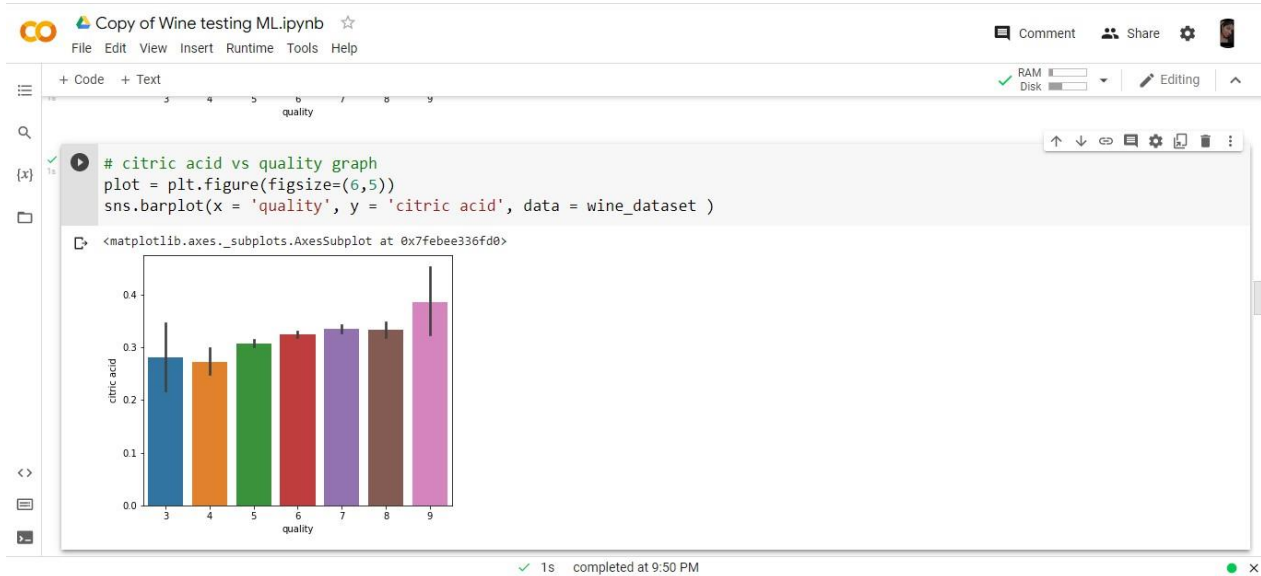 CO
Copy of Wine testing ML.ipynb
File Edit View Insert Runtime Tools Help
Comment
Share
+ Code + Text
RAM
Disk
Editing
1s
3 4 5 6 7 8 9
quality
{x}
1s
# citric acid vs quality graph
plot = plt.figure(figsize=(6,5))
sns.barplot(x = 'quality', y = 'citric acid', data = wine_dataset )
<matplotlib.axes._subplots.AxesSubplot at 0x7febee336fd0>
0.4
0.3
0.2
0.1
0.0
citric acid
3 4 5 6 7 8 9
quality
1s completed at 9:50 PM